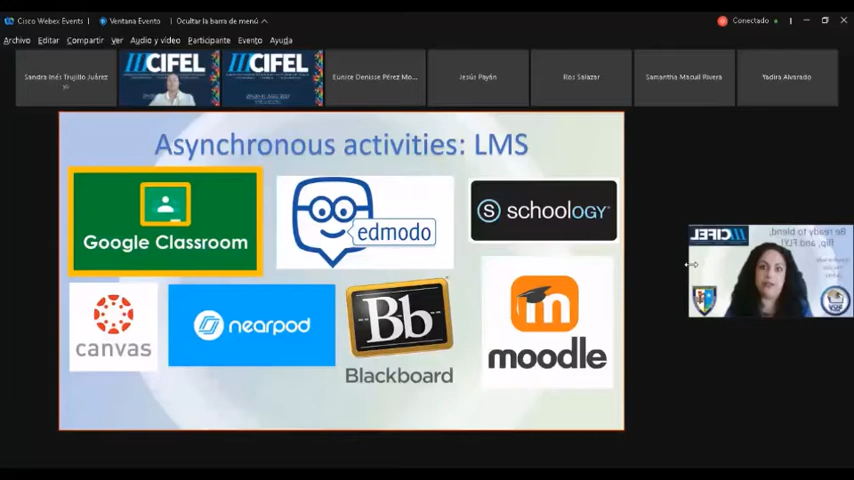 Cisco Webex Events
Ventana Evento
Ocultar la barra de menú
Conectado
Archivo Editar Compartir Ver Audio y video Participante Evento Ayuda
Sandra Inés Trujillo Juárez
CIFEL
CIFEL
Eunice Denisse Pérez Mo...
Jesús Payán
Ros Salazar
Samantha Macuil Rivera
Yadira Alvarado
Asynchronous activities: LMS
Google Classroom
edmodo
S schoology
canvas
nearpod
Bb
Blackboard
m
moodle
CIFEL
Be ready to blend,
flip, and FLY!